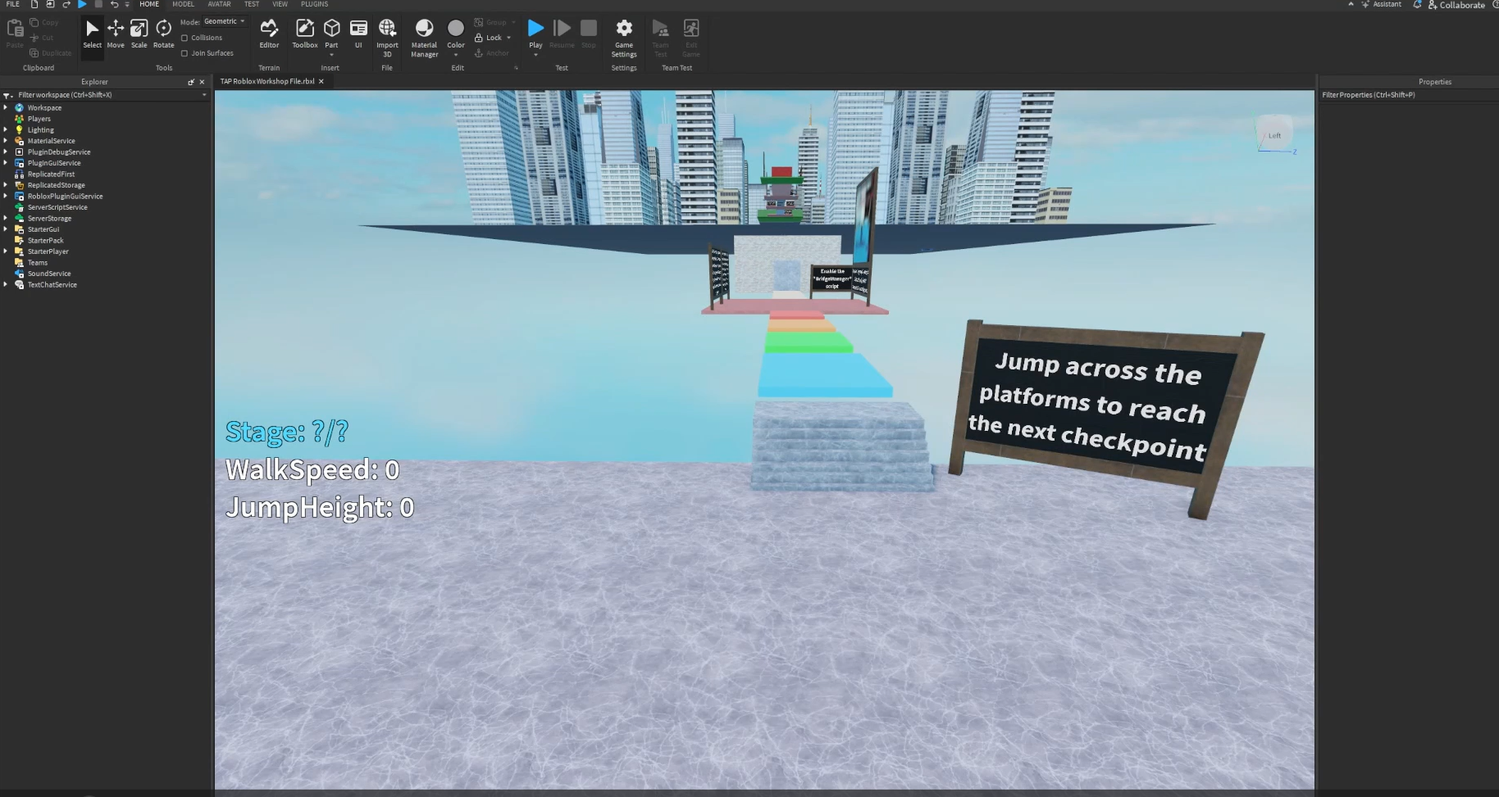 FILE HOME MODEL AVATAR TEST VIEW PLUGINS Assistant Collaborate
Paste Copy Cut Duplicate
Select Move Scale Rotate
Mode: Geometric
Collisions
Join Surfaces
Editor Toolbox Part UI Import 3D Material Manager Color Group Lock Anchor Play Resume Stop Game Settings Team Test Exit Game
Clipboard Tools Terrain Insert File Edit Test Settings Team Test
Explorer
Filter workspace (Ctrl+Shift+X)
Workspace
Players
Lighting
MaterialService
PluginDebugService
PluginGuiService
ReplicatedFirst
ReplicatedStorage
RobloxPluginGuiService
ServerScriptService
ServerStorage
StarterGui
StarterPack
StarterPlayer
Teams
SoundService
TextChatService
TAP Roblox Workshop File.rbxl
Left
Z
Enable the
"BridgeManager"
script
Jump across the
platforms to reach
the next checkpoint
Stage: ?/?
WalkSpeed: 0
JumpHeight: 0
Properties
Filter Properties (Ctrl+Shift+P)